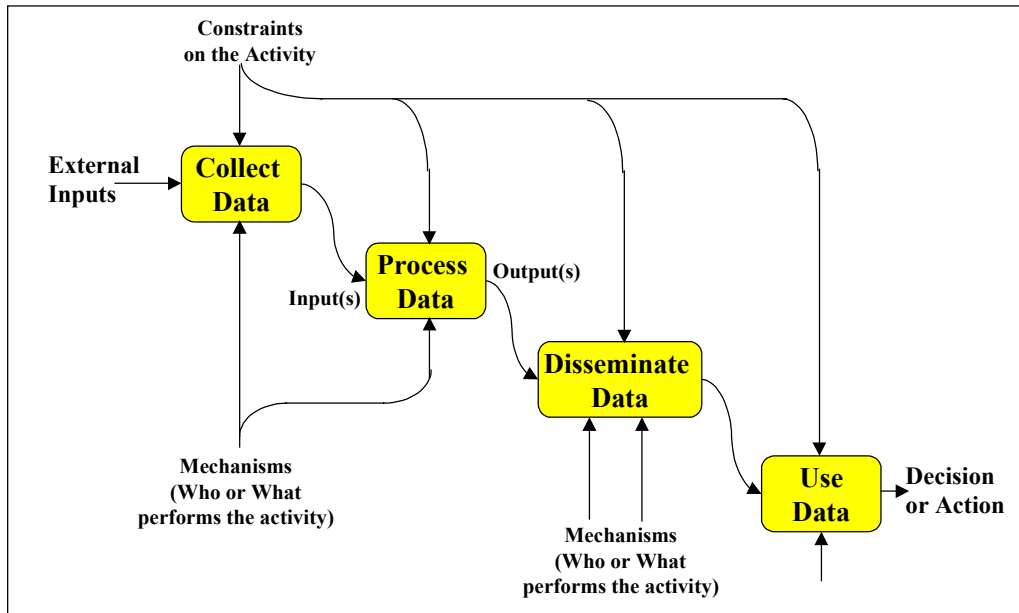 Constraints
on the Activity
External
Inputs
Collect
Data
Input(s)
Process
Data
Output(s)
Disseminate
Data
Mechanisms
(Who or What
performs the activity)
Use
Data
Decision
or Action
Mechanisms
(Who or What
performs the activity)